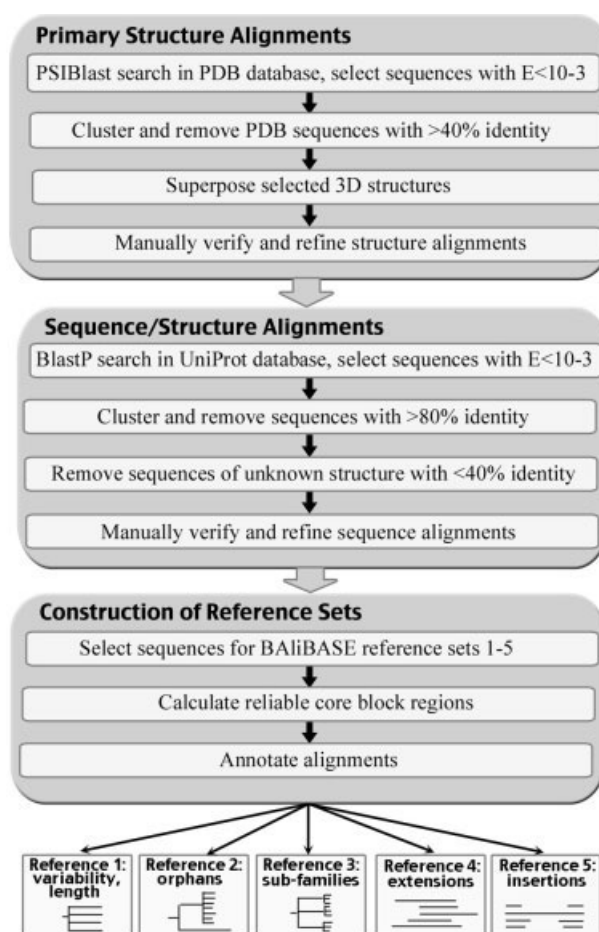 Primary Structure Alignments
PSIBlast search in PDB database, select sequences with E<10-3
Cluster and remove PDB sequences with >40% identity
Superpose selected 3D structures
Manually verify and refine structure alignments
Sequence/Structure Alignments
BlastP search in UniProt database, select sequences with E<10-3
Cluster and remove sequences with >80% identity
Remove sequences of unknown structure with <40% identity
Manually verify and refine sequence alignments
Construction of Reference Sets
Select sequences for BAliBASE reference sets 1-5
Calculate reliable core block regions
Annotate alignments
Reference 1:
variability,
length
Reference 2:
orphans
Reference 3:
sub-families
Reference 4:
extensions
Reference 5:
insertions